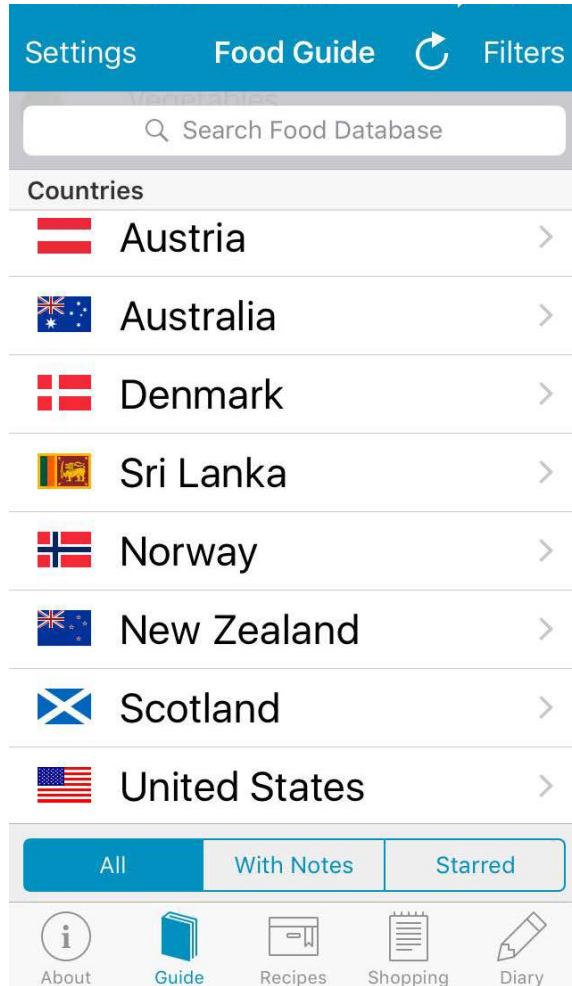 Settings Food Guide Filters
Vegetables
Search Food Database
Countries
Austria
Australia
Denmark
Sri Lanka
Norway
New Zealand
Scotland
United States
All With Notes Starred
About Guide Recipes Shopping Diary